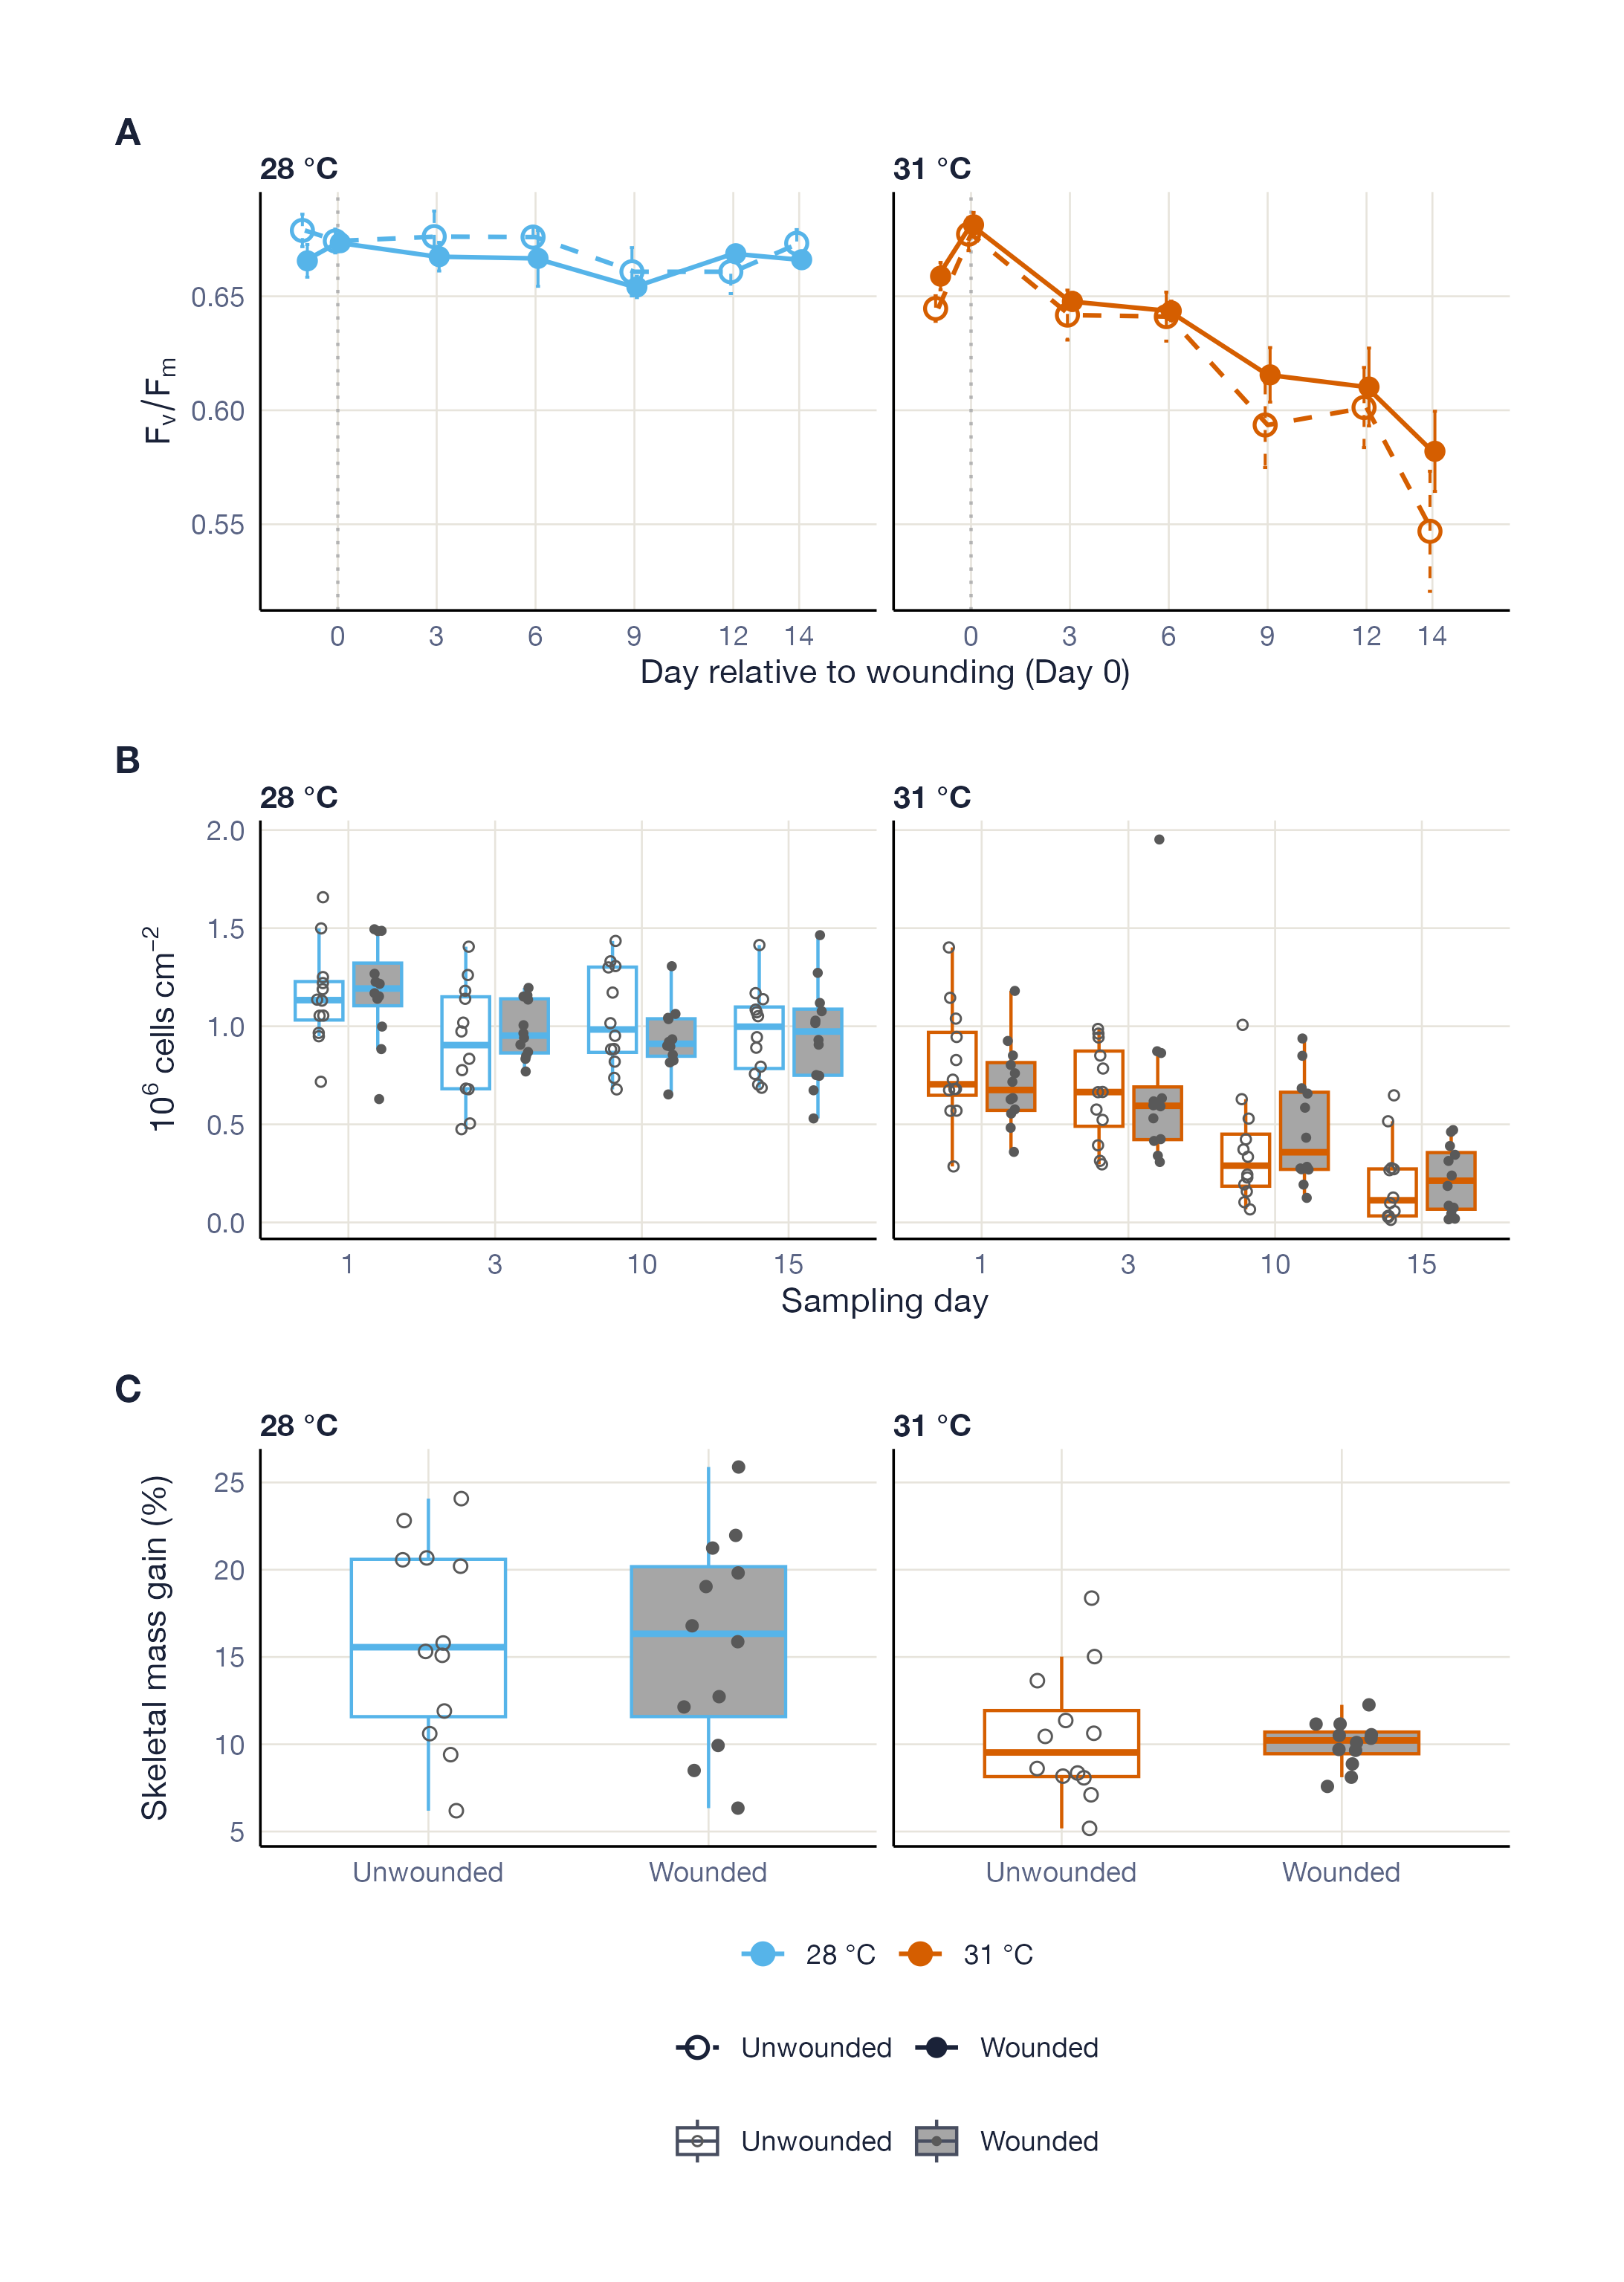 A
28 °C 31 °C
0.65
0.60
0.55
Fv/Fm
0 3 6 9 12 14 0 3 6 9 12 14
Day relative to wounding (Day 0)
B
28 °C 31 °C
2.0
1.5
1.0
0.5
0.0
10⁶ cells cm⁻²
1 3 10 15 1 3 10 15
Sampling day
C
28 °C 31 °C
25
20
15
10
5
Skeletal mass gain (%)
Unwounded Wounded Unwounded Wounded
28 °C 31 °C
Unwounded Wounded
Unwounded Wounded